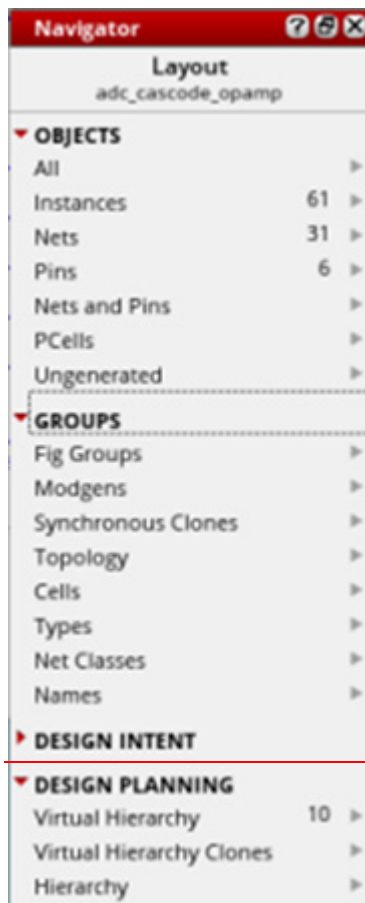 Navigator
Layout
adc_cascode_opamp
OBJECTS
All
Instances 61
Nets 31
Pins 6
Nets and Pins
PCells
Ungenerated
GROUPS
Fig Groups
Modgens
Synchronous Clones
Topology
Cells
Types
Net Classes
Names
DESIGN INTENT
DESIGN PLANNING
Virtual Hierarchy 10
Virtual Hierarchy Clones
Hierarchy